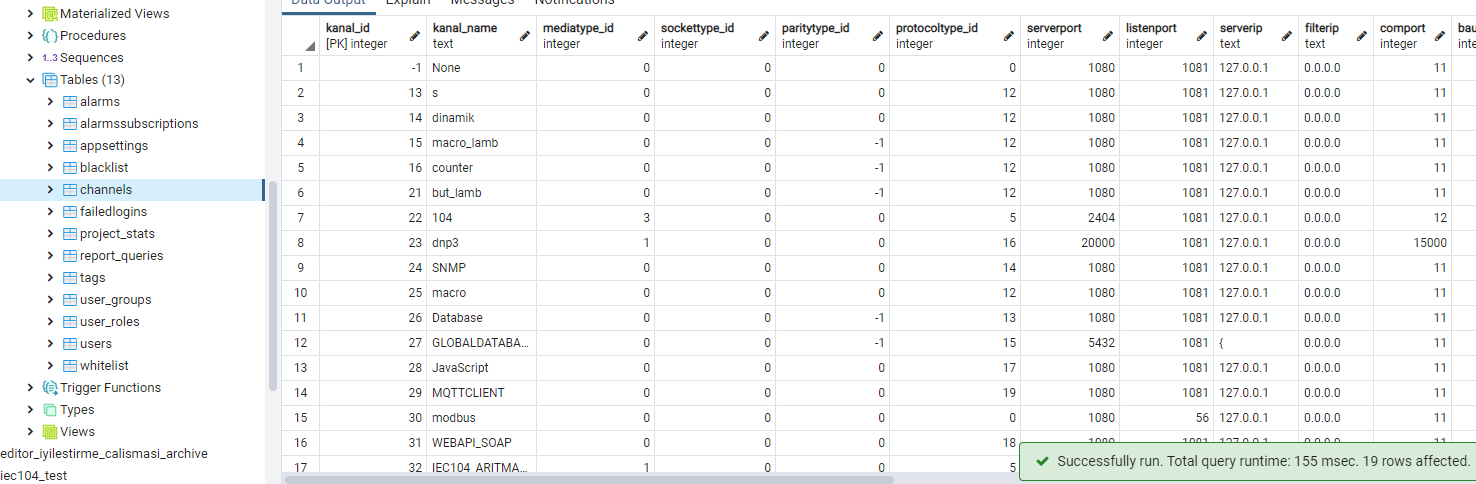 Data Output Explain Messages Notifications
Materialized Views
Procedures
1..3 Sequences
Tables (13)
alarms
alarmssubscriptions
appsettings
blacklist
channels
failedlogins
project_stats
report_queries
tags
user_groups
user_roles
users
whitelist
Trigger Functions
Types
Views
editor_iyilestirme_calismasi_archive
iec104_test
kanal_id kanal_name mediatype_id sockettype_id paritytype_id protocoltype_id serverport listenport serverip filterip comport bau
[PK] integer text integer integer integer integer integer integer text text integer
1 -1 None 0 0 0 0 1080 1081 127.0.0.1 0.0.0.0 11
2 13 s 0 0 0 12 1080 1081 127.0.0.1 0.0.0.0 11
3 14 dinamik 0 0 0 12 1080 1081 127.0.0.1 0.0.0.0 11
4 15 macro_lamb 0 0 -1 12 1080 1081 127.0.0.1 0.0.0.0 11
5 16 counter 0 0 -1 12 1080 1081 127.0.0.1 0.0.0.0 11
6 21 but_lamb 0 0 -1 12 1080 1081 127.0.0.1 0.0.0.0 11
7 22 104 3 0 0 5 2404 1081 127.0.0.1 0.0.0.0 12
8 23 dnp3 1 0 0 16 20000 1081 127.0.0.1 0.0.0.0 15000
9 24 SNMP 0 0 0 14 1080 1081 127.0.0.1 0.0.0.0 11
10 25 macro 0 0 0 12 1080 1081 127.0.0.1 0.0.0.0 11
11 26 Database 0 0 -1 13 1080 1081 127.0.0.1 0.0.0.0 11
12 27 GLOBALDATABA... 0 0 -1 15 5432 1081 { 0.0.0.0 11
13 28 JavaScript 0 0 0 17 1080 1081 127.0.0.1 0.0.0.0 11
14 29 MQTTCLIENT 0 0 0 19 1080 1081 127.0.0.1 0.0.0.0 11
15 30 modbus 0 0 0 0 1080 56 127.0.0.1 0.0.0.0 11
16 31 WEBAPI_SOAP 0 0 0 18
17 32 IEC104_ARITMA... 1 0 0 5
Successfully run. Total query runtime: 155 msec. 19 rows affected.